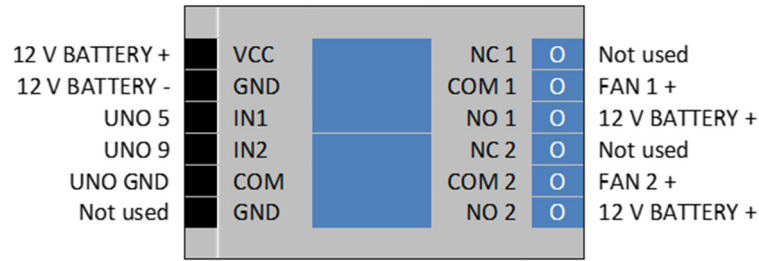 12 V BATTERY + VCC NC 1 O Not used
12 V BATTERY - GND COM 1 O FAN 1 +
UNO 5 IN1 NO 1 O 12 V BATTERY +
UNO 9 IN2 NC 2 O Not used
UNO GND COM COM 2 O FAN 2 +
Not used GND NO 2 O 12 V BATTERY +